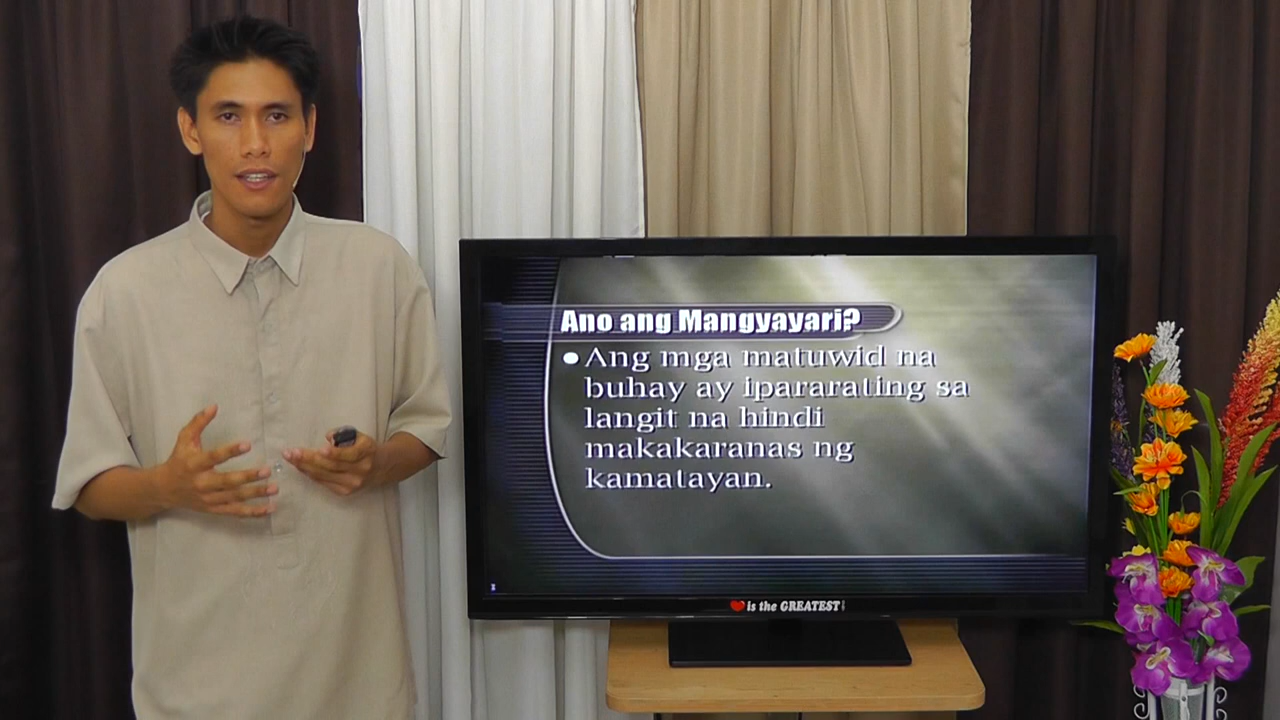 Ano ang Mangyayari?
Ang mga matuwid na
buhay ay ipararating sa
langit na hindi
makakaranas ng
kamatayan.
is the GREATEST!